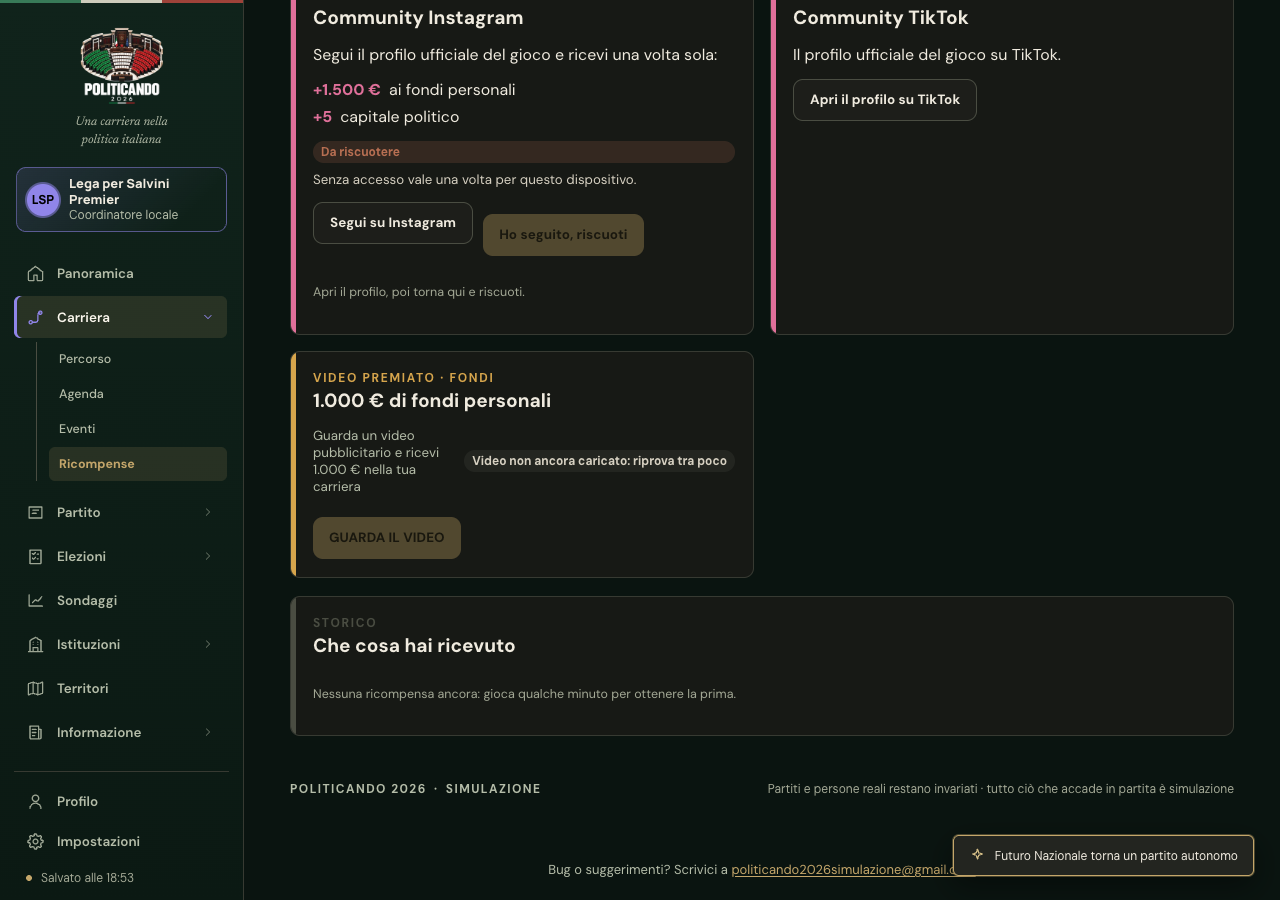 POLITICANDO
2026
Una carriera nella
politica italiana
LSP
Lega per Salvini
Premier
Coordinatore locale
Panoramica
Carriera
Percorso
Agenda
Eventi
Ricompense
Partito
Elezioni
Sondaggi
Istituzioni
Territori
Informazione
Profilo
Impostazioni
Salvato alle 18:53
Community Instagram
Segui il profilo ufficiale del gioco e ricevi una volta sola:
+1.500 € ai fondi personali
+5 capitale politico
Da riscuotere
Senza accesso vale una volta per questo dispositivo.
Segui su Instagram
Ho seguito, riscuoti
Apri il profilo, poi torna qui e riscuoti.
Community TikTok
Il profilo ufficiale del gioco su TikTok.
Apri il profilo su TikTok
VIDEO PREMIATO · FONDI
1.000 € di fondi personali
Guarda un video
pubblicitario e ricevi
1.000 € nella tua
carriera
Video non ancora caricato: riprova tra poco
GUARDA IL VIDEO
STORICO
Che cosa hai ricevuto
Nessuna ricompensa ancora: gioca qualche minuto per ottenere la prima.
POLITICANDO 2026 · SIMULAZIONE
Partiti e persone reali restano invariati · tutto ciò che accade in partita è simulazione
Bug o suggerimenti? Scrivici a politicando2026simulazione@gmail.
Futuro Nazionale torna un partito autonomo